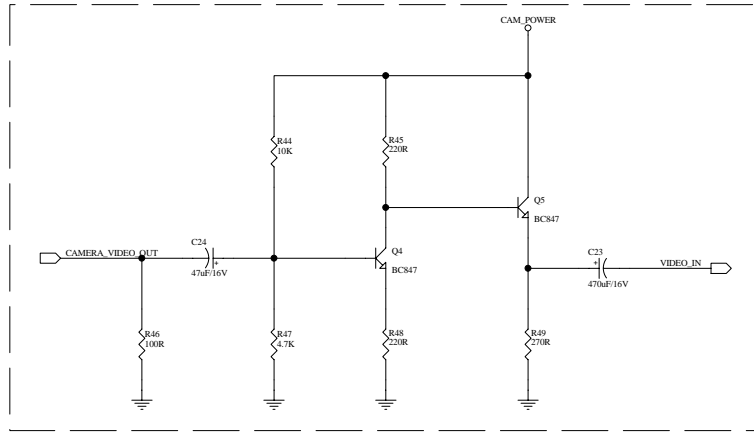 CAM_POWER
R44
10K
R45
220R
Q5
BC847
C24
CAMERA_VIDEO_OUT
+
47uF/16V
Q4
BC847
C23
+
470uF/16V
VIDEO_IN
R46
100R
R47
4.7K
R48
220R
R49
270R